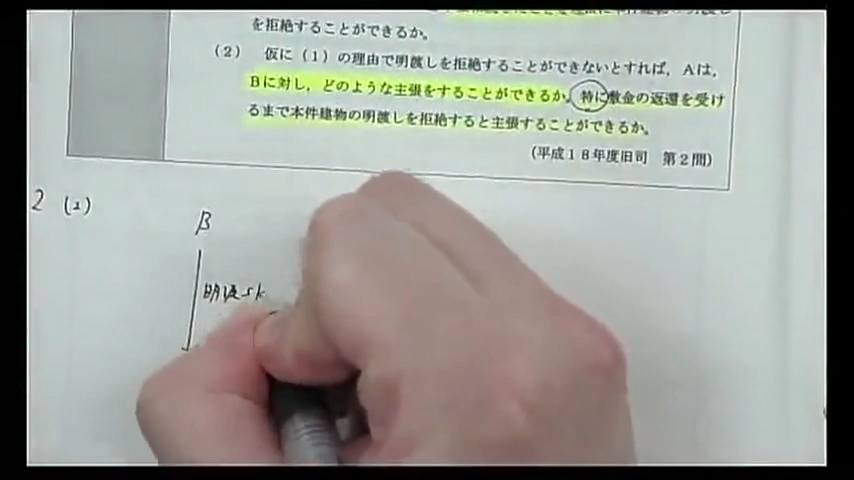 を拒絶することができるか。
(2) 仮に(1)の理由で明渡しを拒絶することができないとすれば,Aは,
Bに対し,どのような主張をすることができるか。特に敷金の返還を受け
るまで本件建物の明渡しを拒絶すると主張することができるか。
(平成18年度旧司 第2問)
2 (2)
B
明渡